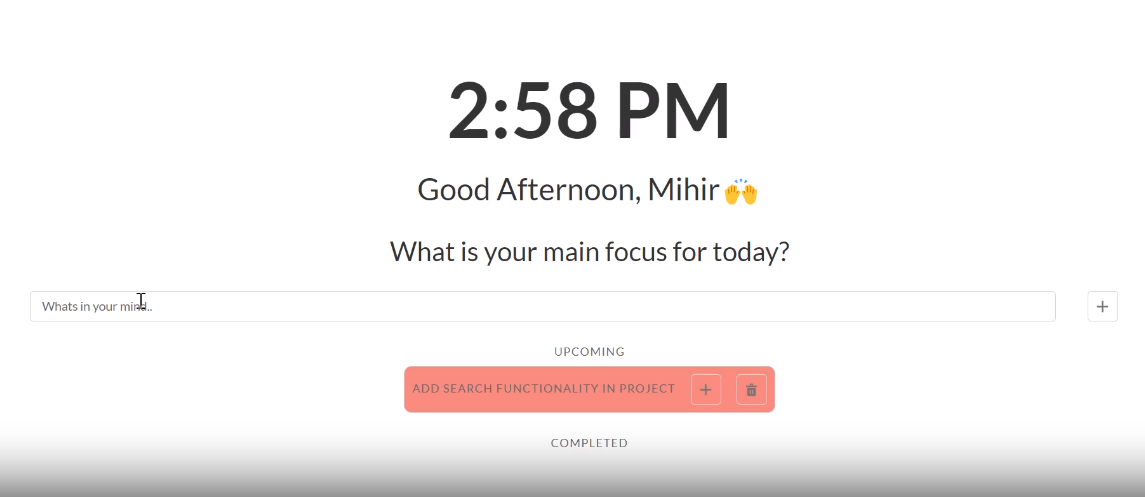 2:58 PM
Good Afternoon, Mihir 🙌
What is your main focus for today?
Whats in your mind..
UPCOMING
ADD SEARCH FUNCTIONALITY IN PROJECT
COMPLETED